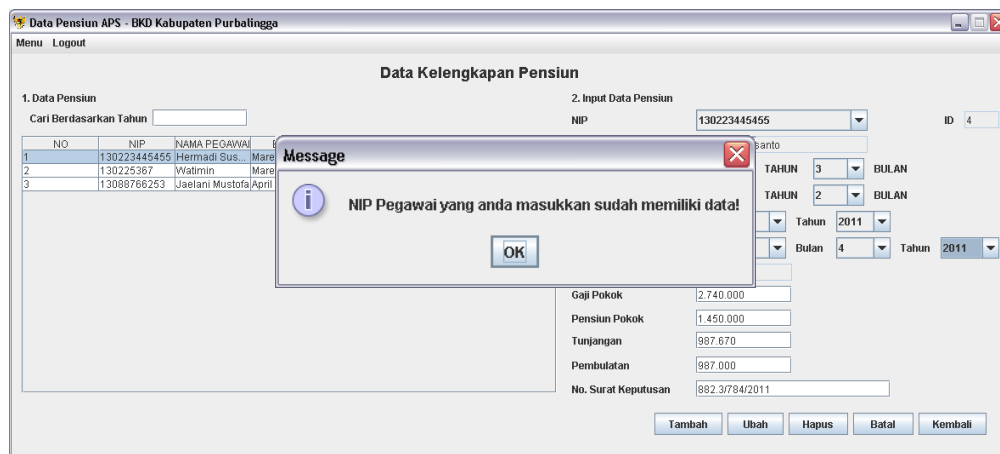 Data Pensiun APS - BKD Kabupaten Purbalingga
Menu Logout
Data Kelengkapan Pensiun
1. Data Pensiun
Cari Berdasarkan Tahun
NO NIP NAMA PEGAWAI
1 130223445455 Hermadi Sus... Mare
2 130225367 Watimin Mare
3 13088766253 Jaelani Mustofa April
2. Input Data Pensiun
NIP 130223445455 ID 4
santo
TAHUN 3 BULAN
TAHUN 2 BULAN
Tahun 2011
Bulan 4 Tahun 2011
Gaji Pokok 2.740.000
Pensiun Pokok 1.450.000
Tunjangan 987.670
Pembulatan 987.000
No. Surat Keputusan 882.3/784/2011
Tambah Ubah Hapus Batal Kembali
Message
NIP Pegawai yang anda masukkan sudah memiliki data!
OK